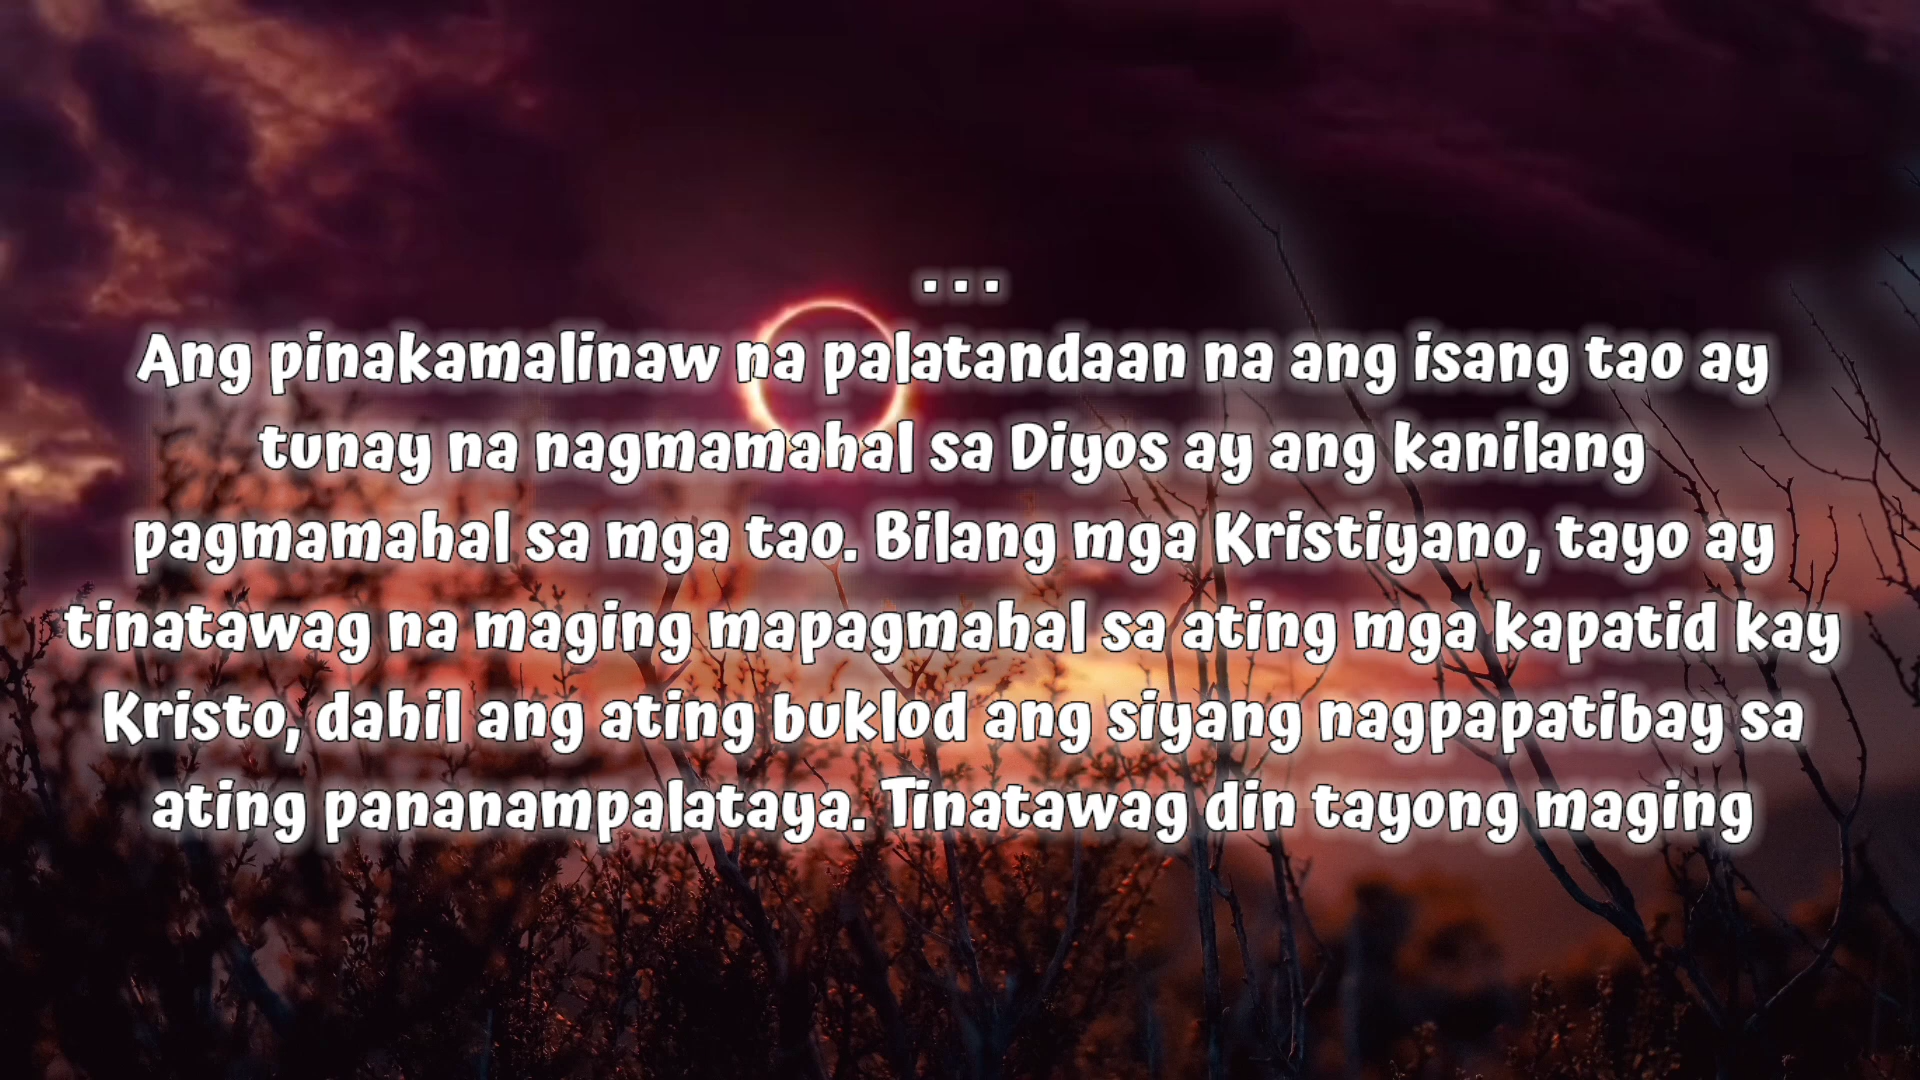 ...
Ang pinakamalinaw na palatandaan na ang isang tao ay
tunay na nagmamahal sa Diyos ay ang kanilang
pagmamahal sa mga tao. Bilang mga Kristiyano, tayo ay
tinatawag na maging mapagmahal sa ating mga kapatid kay
Kristo, dahil ang ating buklod ang siyang nagpapatibay sa
ating pananampalataya. Tinatawag din tayong maging